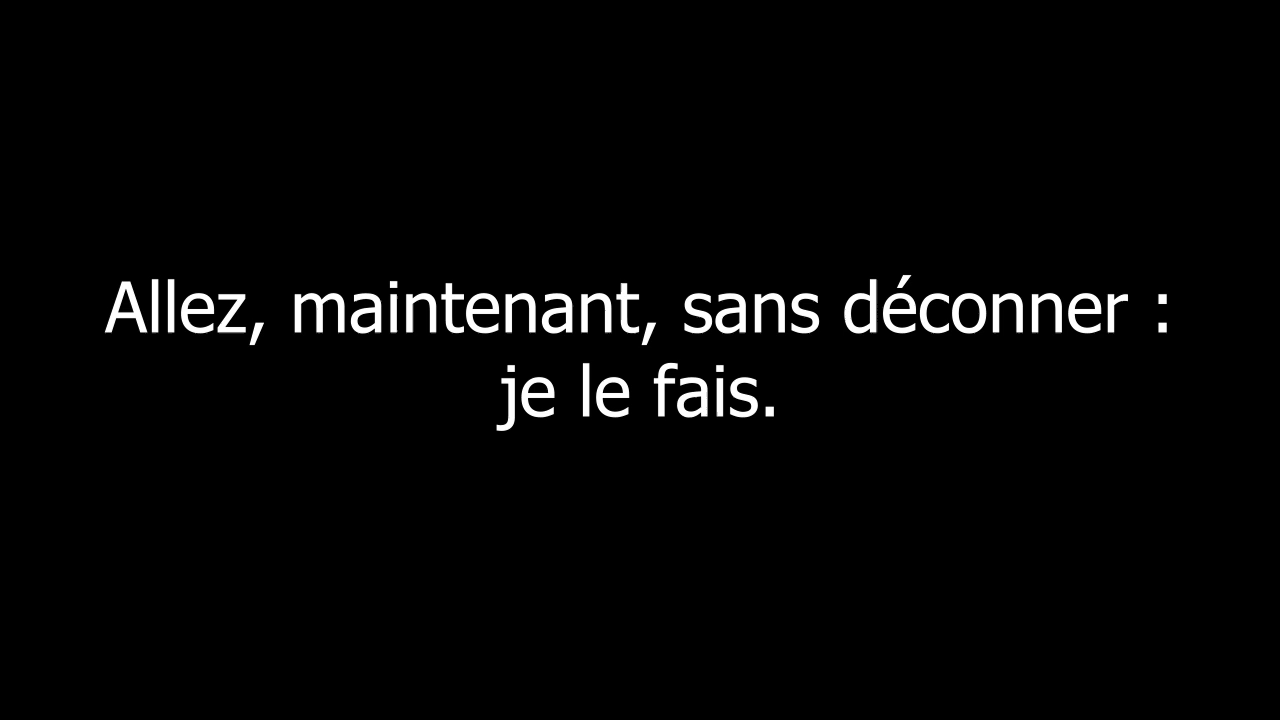 Allez, maintenant, sans déconner :
je le fais.